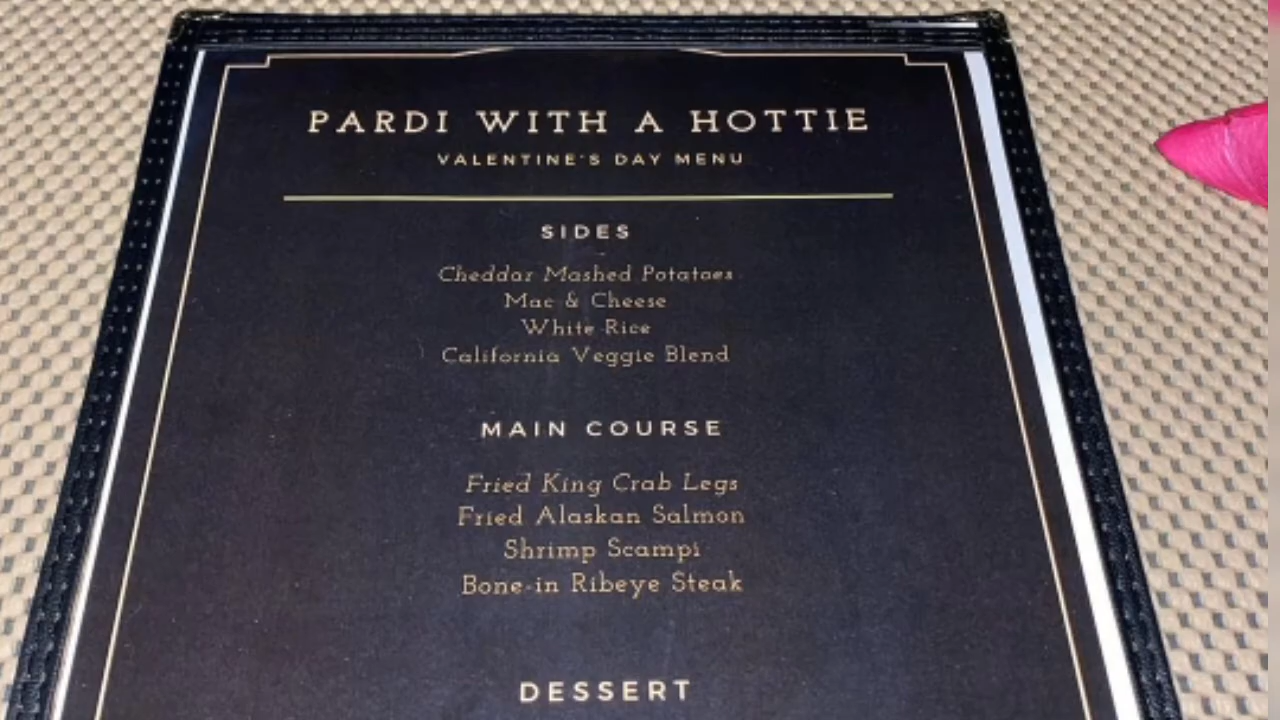 PARDI WITH A HOTTIE
VALENTINE'S DAY MENU
SIDES
Cheddar Mashed Potatoes
Mac & Cheese
White Rice
California Veggie Blend
MAIN COURSE
Fried King Crab Legs
Fried Alaskan Salmon
Shrimp Scampi
Bone-in Ribeye Steak
DESSERT